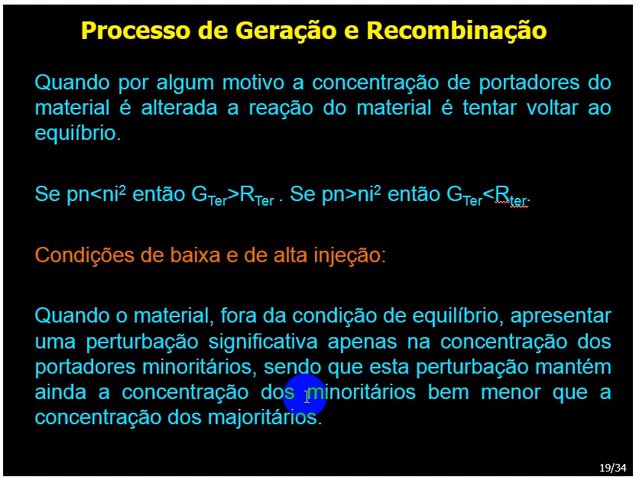 Processo de Geração e Recombinação
Quando por algum motivo a concentração de portadores do
material é alterada a reação do material é tentar voltar ao
equiíbrio.
Se pn<ni² então GTer>RTer . Se pn>ni² então GTer<Rter.
Condições de baixa e de alta injeção:
Quando o material, fora da condição de equilíbrio, apresentar
uma perturbação significativa apenas na concentração dos
portadores minoritários, sendo que esta perturbação mantém
ainda a concentração dos minoritários bem menor que a
concentração dos majoritários.
19/34